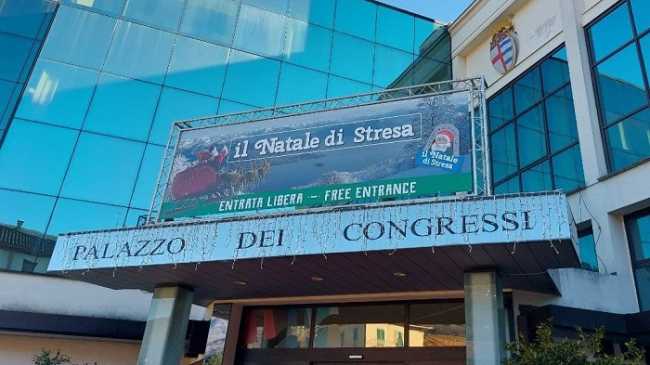 il Natale di Stresa
il Natale
di Stresa
ENTRATA LIBERA – FREE ENTRANCE
PALAZZO DEI CONGRESSI